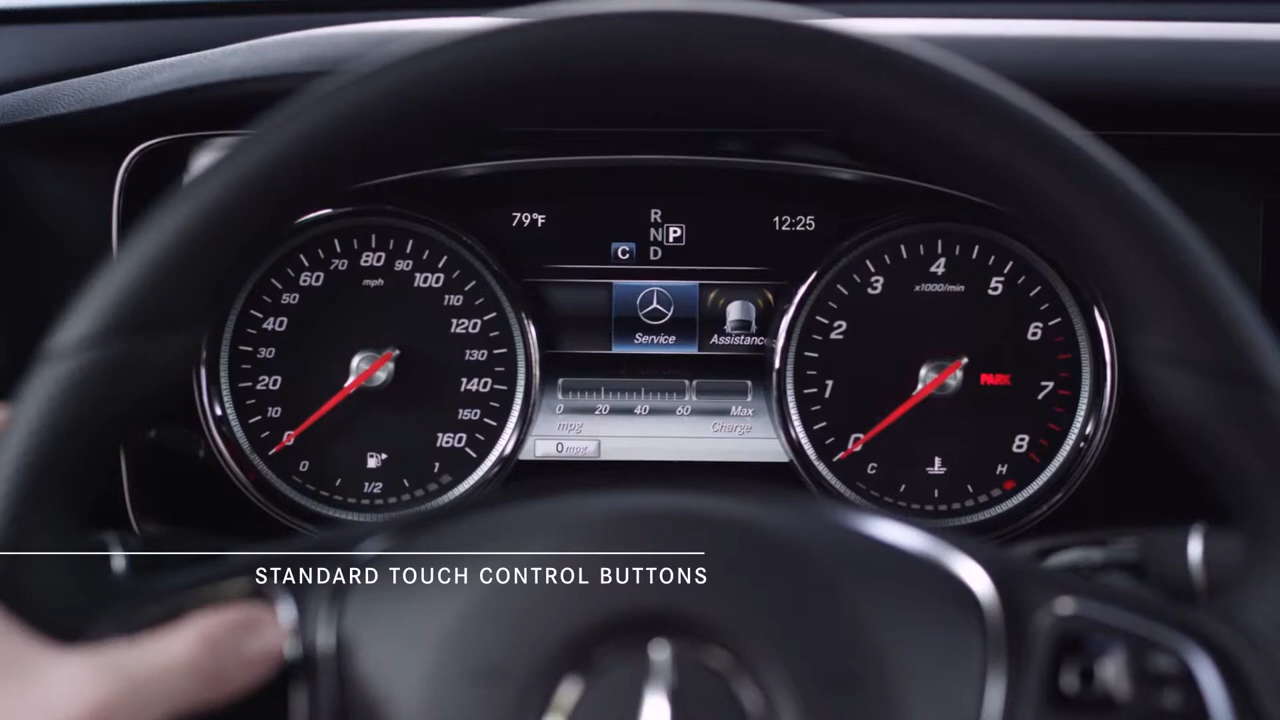 79°F
R
N P
C D
12:25
10
20
30
40
50
60
70
80
90
100
110
120
130
140
150
160
mph
0
0 1/2 1
Service
Assistanc
0 20 40 60 Max
mpg Charge
0 mpg
0
1
2
3
4
5
6
7
8
x1000/min
PARK
C H
STANDARD TOUCH CONTROL BUTTONS